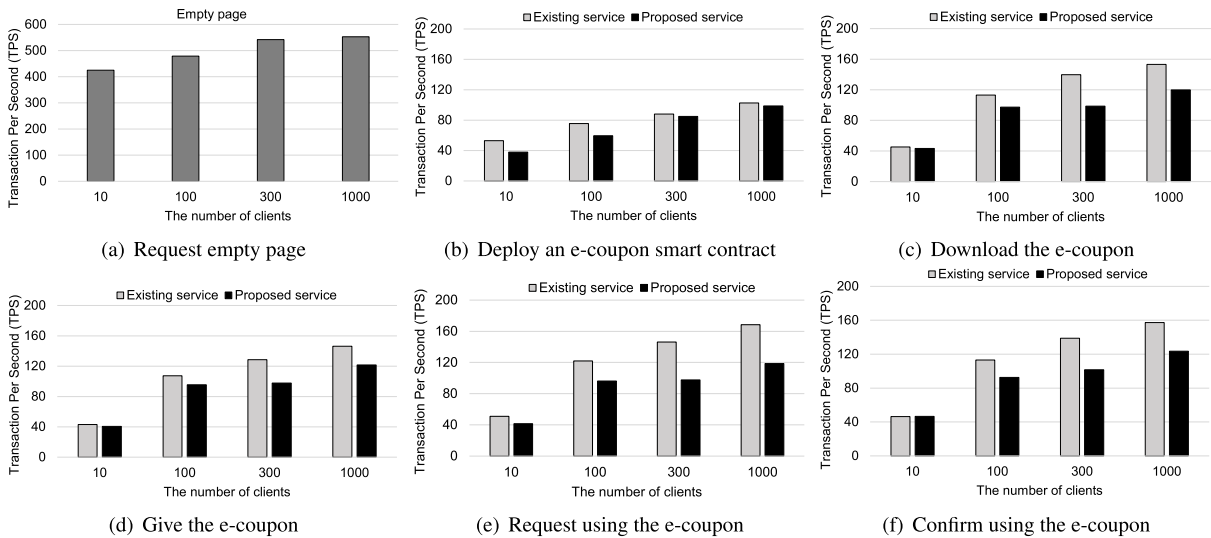 Empty page
Transaction Per Second (TPS)
600
500
400
300
200
100
0
10 100 300 1000
The number of clients
(a) Request empty page
Existing service Proposed service
Transaction Per Second (TPS)
200
160
120
80
40
0
10 100 300 1000
The number of clients
(b) Deploy an e-coupon smart contract
Existing service Proposed service
Transaction Per Second (TPS)
200
160
120
80
40
0
10 100 300 1000
The number of clients
(c) Download the e-coupon
Existing service Proposed service
Transaction Per Second (TPS)
200
160
120
80
40
0
10 100 300 1000
The number of clients
(d) Give the e-coupon
Existing service Proposed service
Transaction Per Second (TPS)
200
160
120
80
40
0
10 100 300 1000
The number of clients
(e) Request using the e-coupon
Existing service Proposed service
Transaction Per Second (TPS)
200
160
120
80
40
0
10 100 300 1000
The number of clients
(f) Confirm using the e-coupon